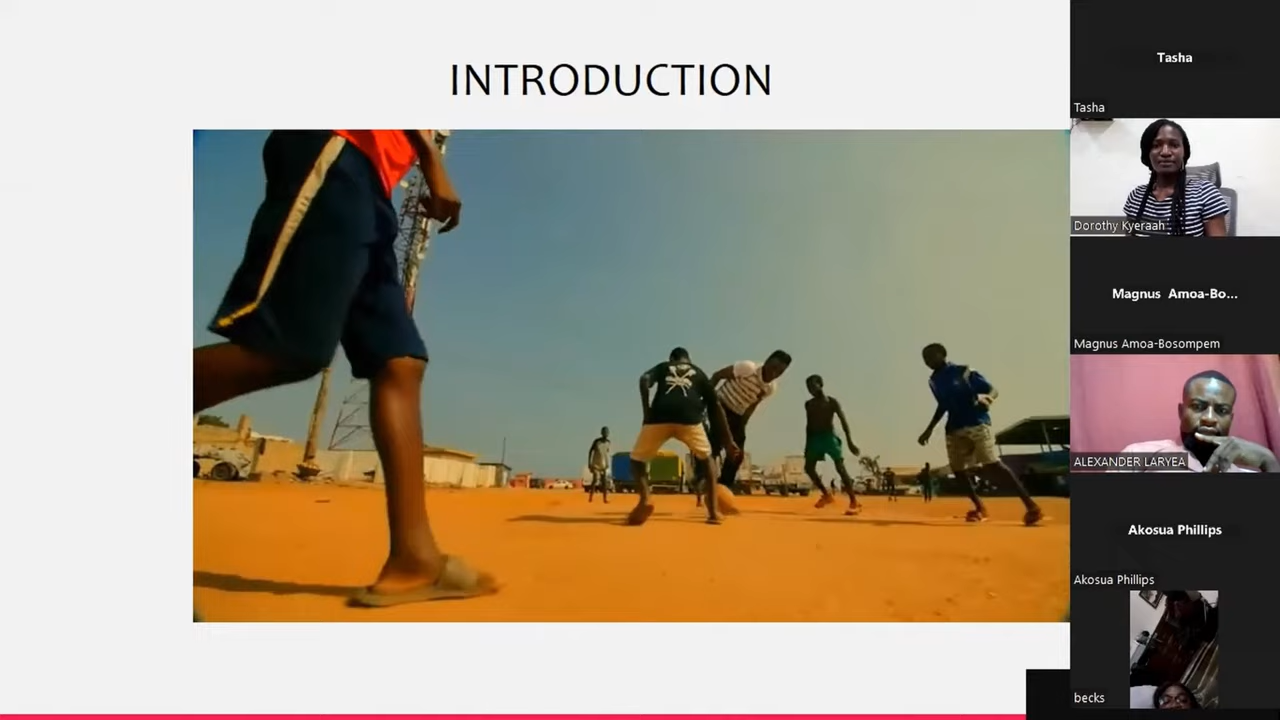 INTRODUCTION
Tasha
Tasha
Dorothy Kyeraah
Magnus Amoa-Bo...
Magnus Amoa-Bosompem
ALEXANDER LARYEA
Akosua Phillips
Akosua Phillips
becks